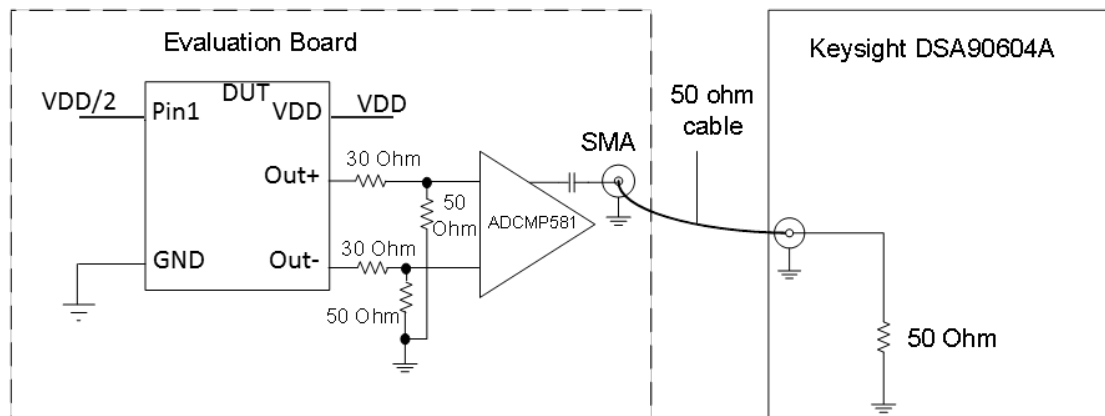 Evaluation Board
Keysight DSA90604A
DUT
VDD/2
Pin1
VDD
VDD
50 ohm
cable
SMA
30 Ohm
Out+
50
Ohm
ADCMP581
30 Ohm
GND
Out-
50 Ohm
50 Ohm